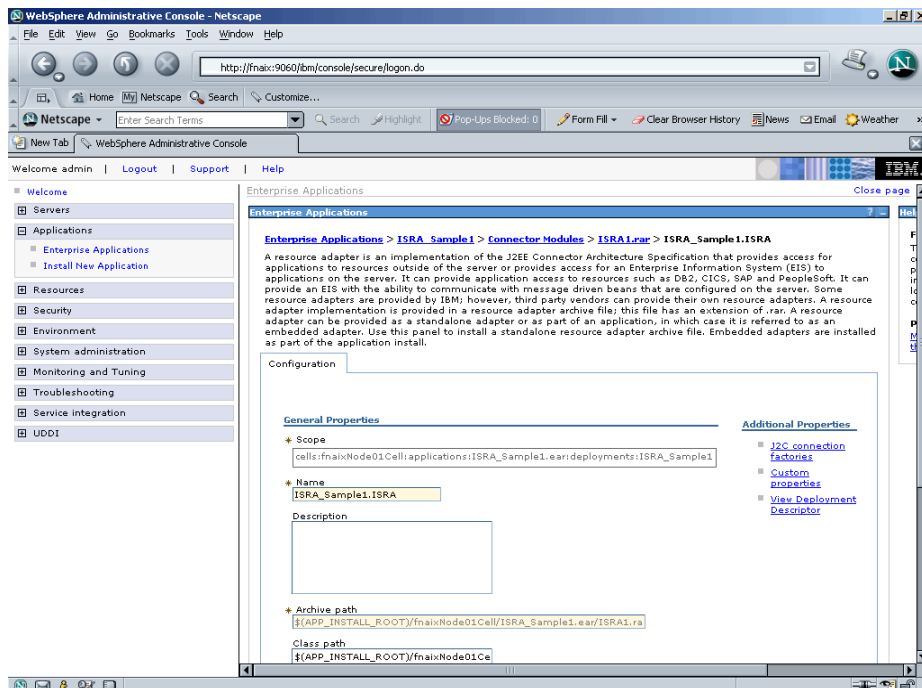 WebSphere Administrative Console - Netscape
File Edit View Go Bookmarks Tools Window Help
http://fnaix:9060/ibm/console/secure/logon.do
Home My Netscape Search Customize...
Netscape Enter Search Terms Search Highlight Pop-Ups Blocked: 0 Form Fill Clear Browser History News Email Weather
New Tab WebSphere Administrative Console
Welcome admin | Logout | Support | Help IBM.
Welcome
Servers
Applications
Enterprise Applications
Install New Application
Resources
Security
Environment
System administration
Monitoring and Tuning
Troubleshooting
Service integration
UDDI
Enterprise Applications Close page
Enterprise Applications ? -
Enterprise Applications > ISRA_Sample1 > Connector Modules > ISRA1.rar > ISRA_Sample1.ISRA
A resource adapter is an implementation of the J2EE Connector Architecture Specification that provides access for
applications to resources outside of the server or provides access for an Enterprise Information System (EIS) to
applications on the server. It can provide application access to resources such as DB2, CICS, SAP and PeopleSoft. It can
provide an EIS with the ability to communicate with message driven beans that are configured on the server. Some
resource adapters are provided by IBM; however, third party vendors can provide their own resource adapters. A resource
adapter implementation is provided in a resource adapter archive file; this file has an extension of .rar. A resource
adapter can be provided as a standalone adapter or as part of an application, in which case it is referred to as an
embedded adapter. Use this panel to install a standalone resource adapter archive file. Embedded adapters are installed
as part of the application install.
Configuration
General Properties
Scope
cells:fnaixNode01Cell:applications:ISRA_Sample1.ear:deployments:ISRA_Sample1
Name
ISRA_Sample1.ISRA
Description
Archive path
$(APP_INSTALL_ROOT)/fnaixNode01Cell/ISRA_Sample1.ear/ISRA1.ra
Class path
$(APP_INSTALL_ROOT)/fnaixNode01Ce
Additional Properties
J2C connection
factories
Custom
properties
View Deployment
Descriptor
Hel